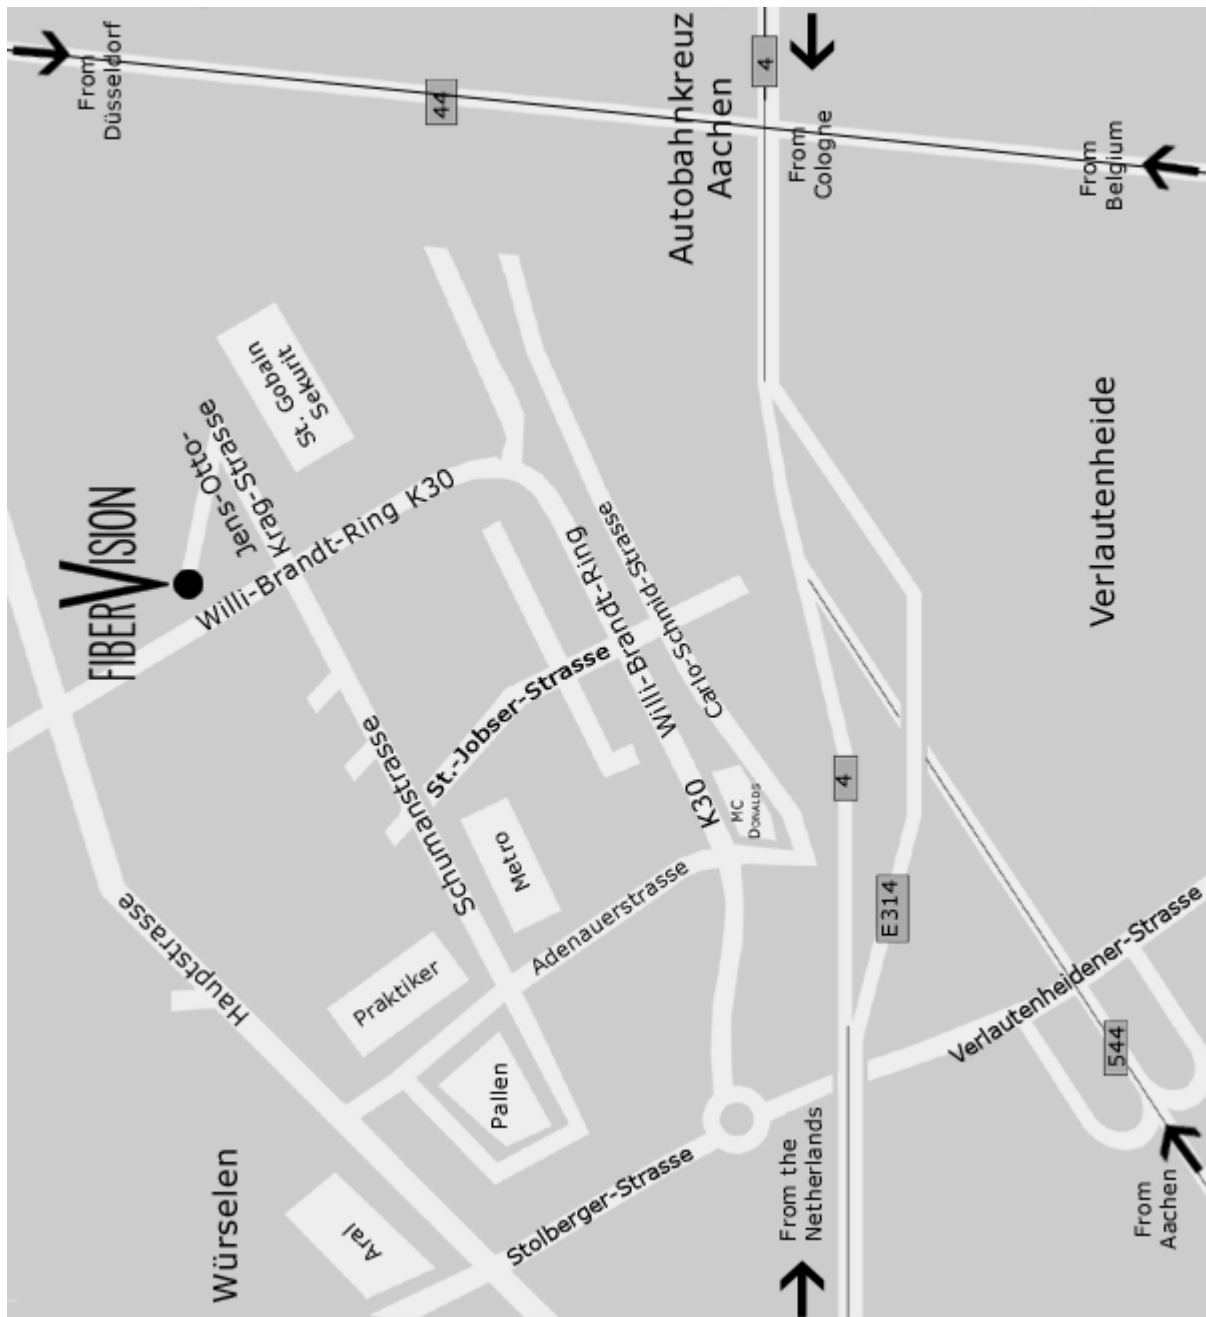 From
Düsseldorf
44
Autobahnkreuz
Aachen
4
From
Cologne
From
Belgium
St. Gobain
Sekurit
Jens-Otto-
Krag-Strasse
FIBERVISION
Willi-Brandt-Ring K30
Willi-Brandt-Ring
K30
Carlo-Schmid-Strasse
St.-Jobser-Strasse
Schumanstrasse
Verlautenheide
MC
DONALDS
4
Metro
Adenauerstrasse
E314
Hauptstrasse
Praktiker
Pallen
Verlautenheidener-Strasse
544
Würselen
Aral
Stolberger-Strasse
From the
Netherlands
From
Aachen